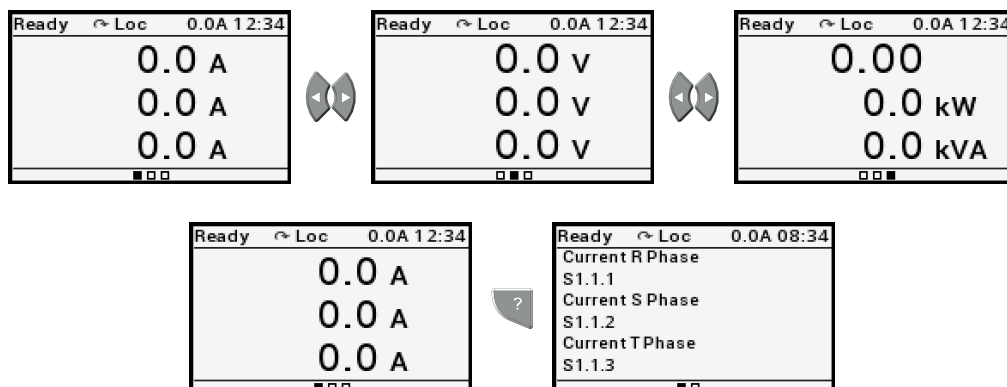 Ready Loc 0.0A 12:34
0.0 A
0.0 A
0.0 A
Ready Loc 0.0A 12:34
0.0 V
0.0 V
0.0 V
Ready Loc 0.0A 12:34
0.00
0.0 kW
0.0 kVA
Ready Loc 0.0A 12:34
0.0 A
0.0 A
0.0 A
?
Ready Loc 0.0A 08:34
Current R Phase
S1.1.1
Current S Phase
S1.1.2
Current T Phase
S1.1.3